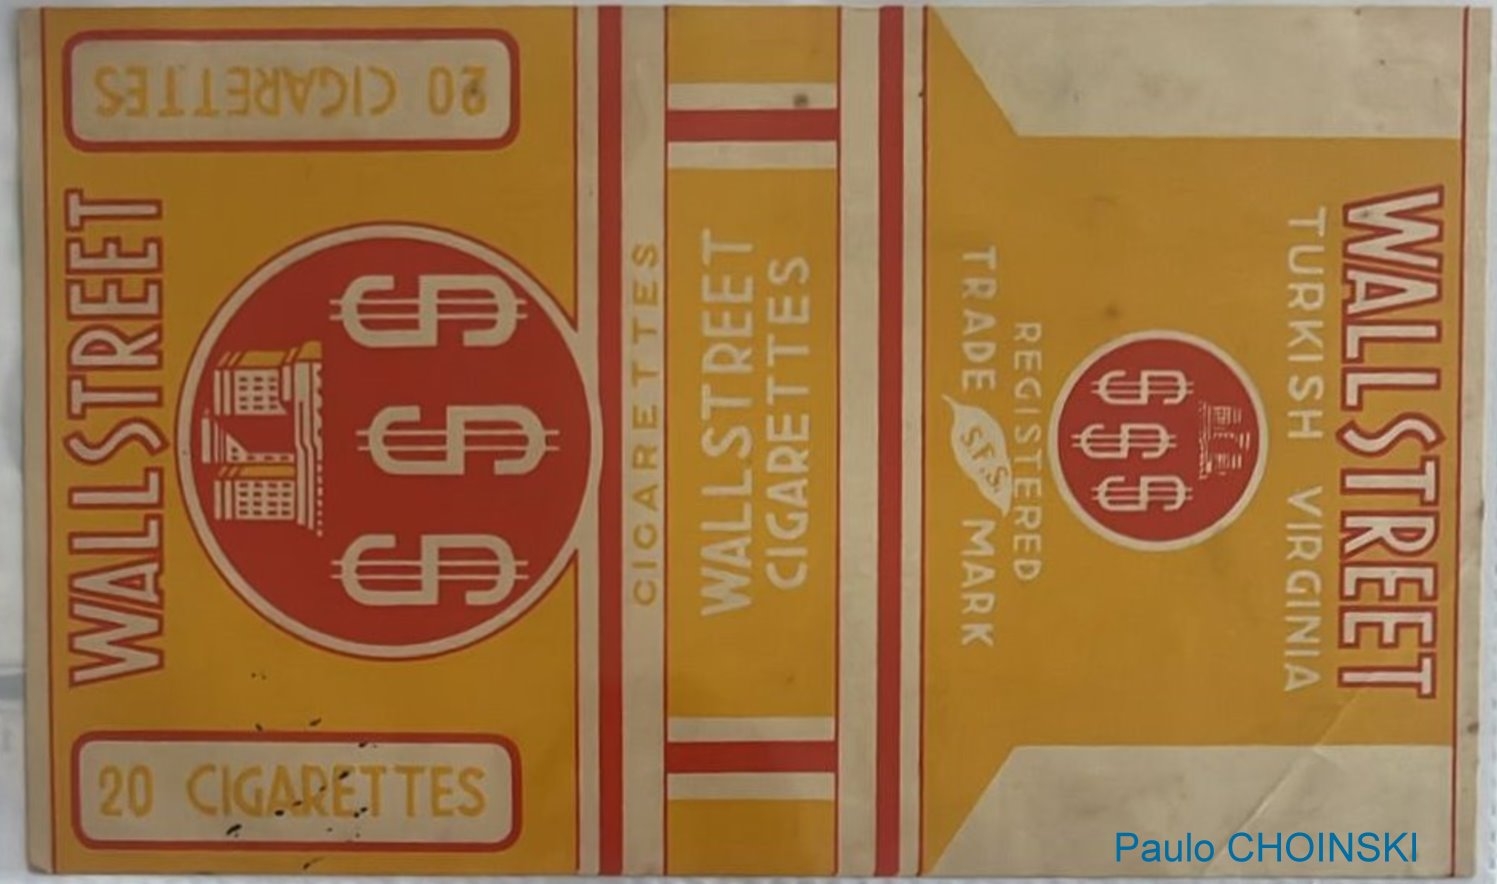 20 CIGARETTES
WALLSTREET
$ $ $
20 CIGARETTES
CIGARETTES
WALLSTREET
CIGARETTES
TRADE S.F.S. MARK
REGISTERED
$ $ $
TURKISH VIRGINIA
WALLSTREET
Paulo CHOINSKI